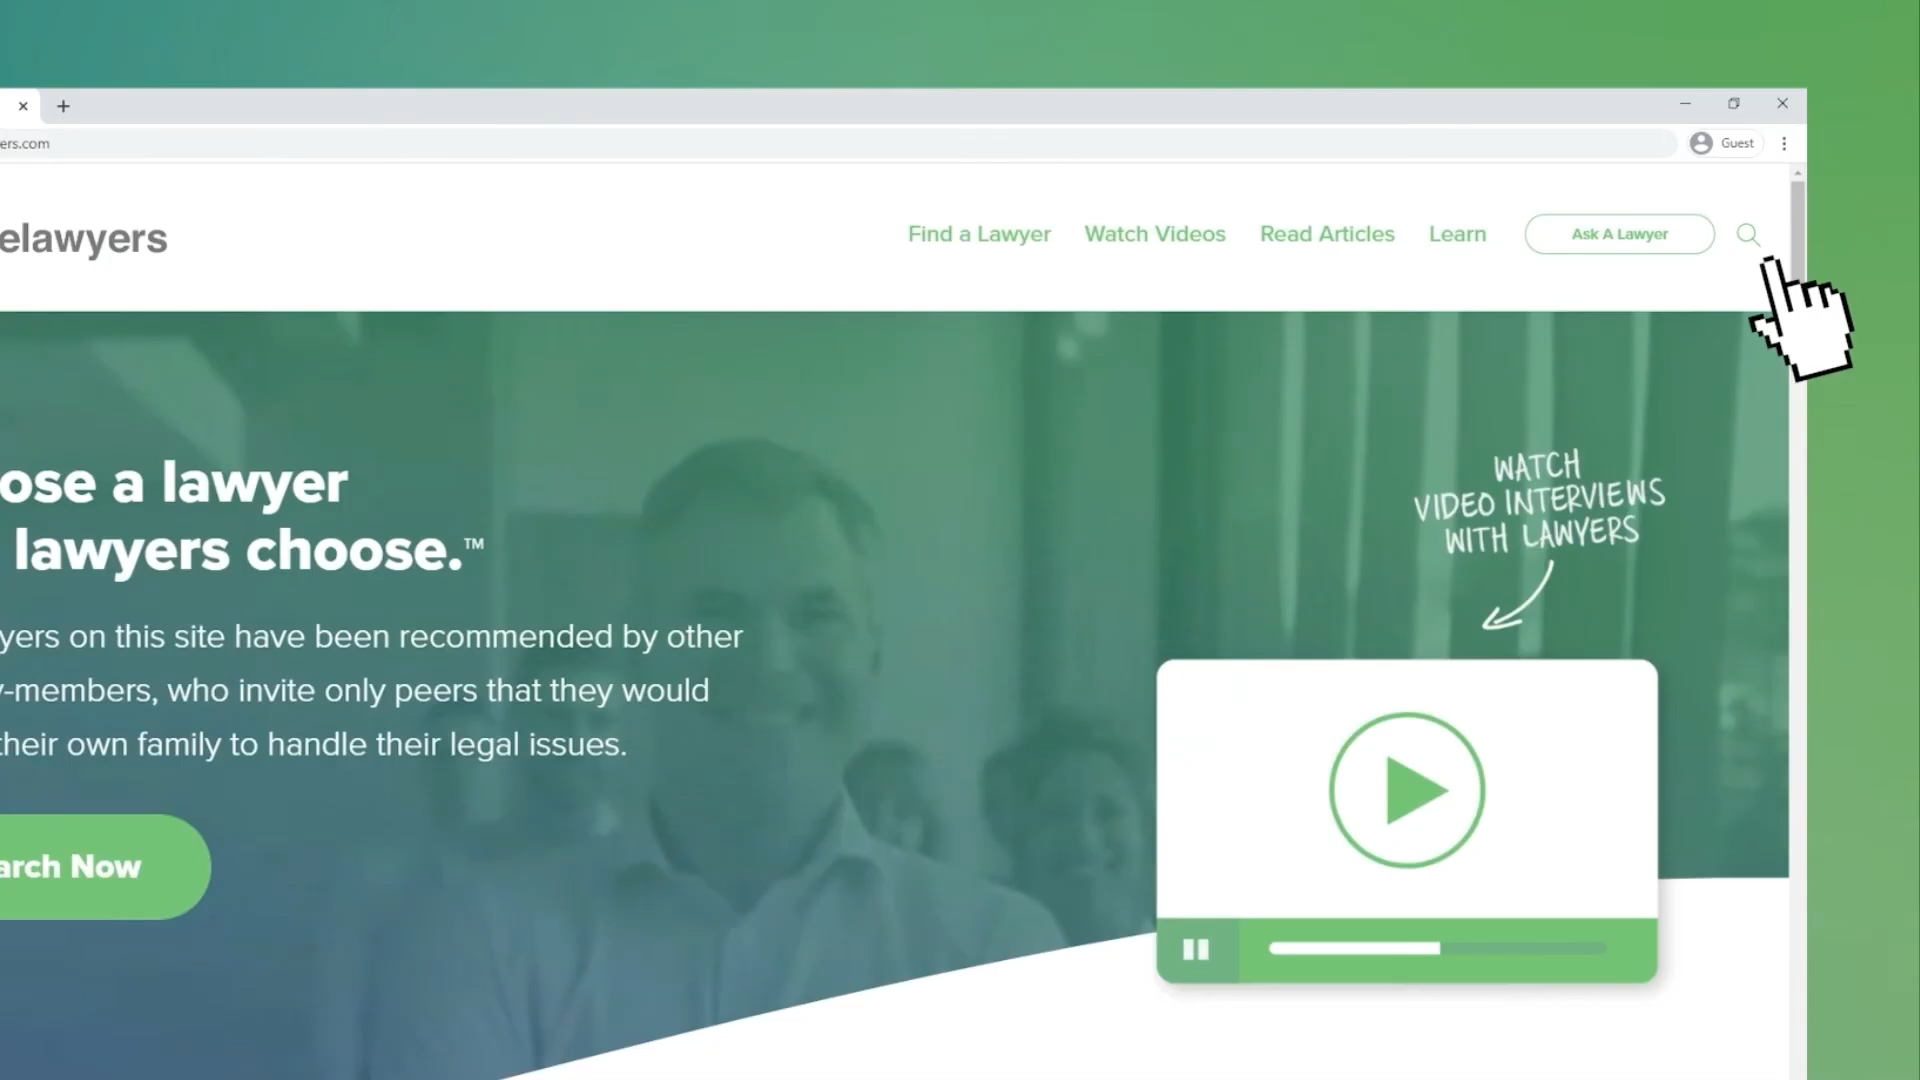 ers.com
Guest
elawyers
Find a Lawyer
Watch Videos
Read Articles
Learn
Ask A Lawyer
WATCH
VIDEO INTERVIEWS
WITH LAWYERS
ose a lawyer
lawyers choose.™
yers on this site have been recommended by other
y-members, who invite only peers that they would
their own family to handle their legal issues.
arch Now